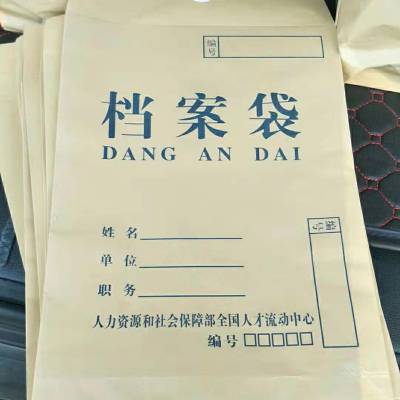 编号
档案袋
DANG AN DAI
姓名
编号
单位
职务
人力资源和社会保障部全国人才流动中心
编号□□□□□